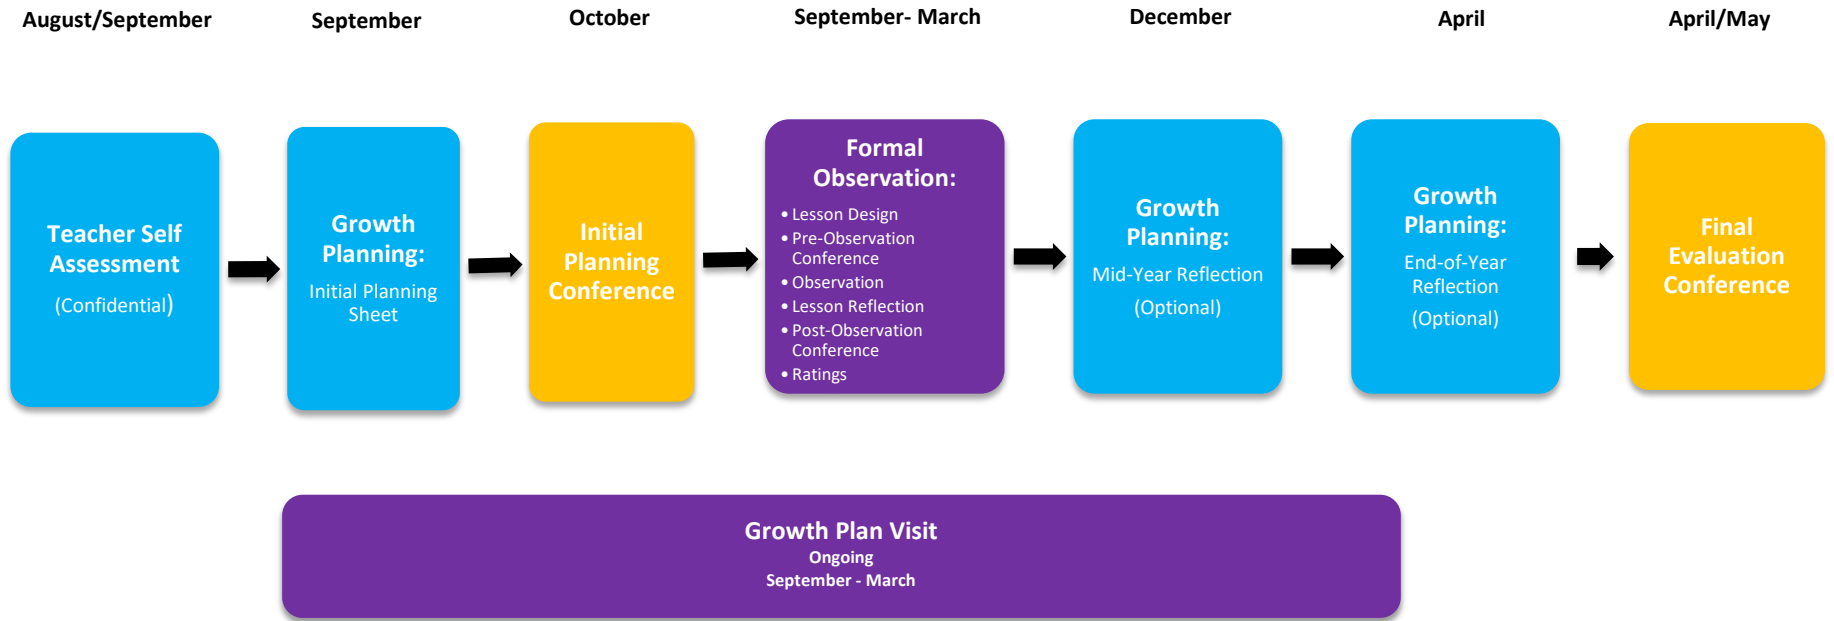 August/September
September
October
September- March
December
April
April/May
Teacher Self
Assessment
(Confidential)
Growth
Planning:
Initial Planning
Sheet
Initial
Planning
Conference
Formal
Observation:
• Lesson Design
• Pre-Observation
Conference
• Observation
• Lesson Reflection
• Post-Observation
Conference
• Ratings
Growth
Planning:
Mid-Year Reflection
(Optional)
Growth
Planning:
End-of-Year
Reflection
(Optional)
Final
Evaluation
Conference
Growth Plan Visit
Ongoing
September - March